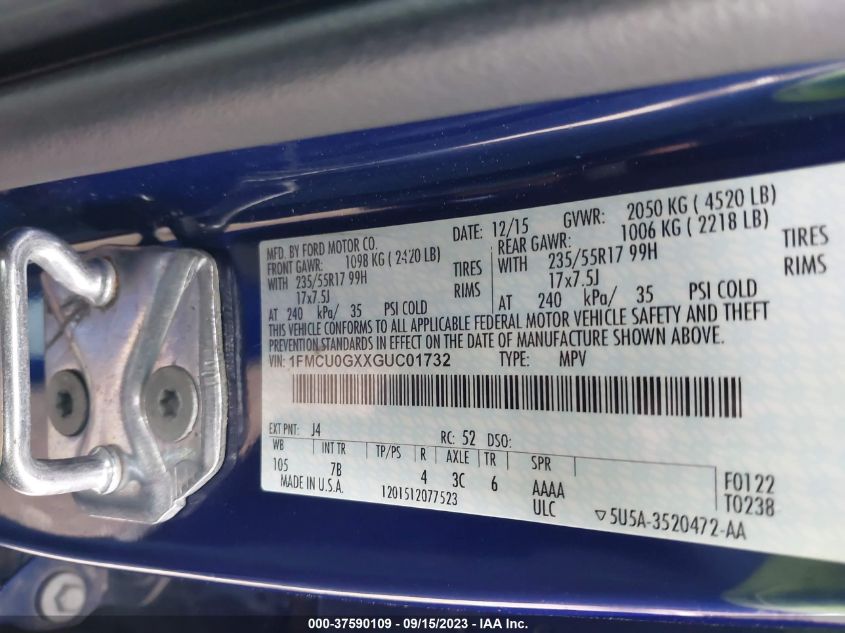 MFD. BY FORD MOTOR CO. DATE: 12/15 GVWR: 2050 KG ( 4520 LB)
FRONT GAWR: 1098 KG ( 2420 LB) REAR GAWR: 1006 KG ( 2218 LB)
WITH 235/55R17 99H TIRES WITH 235/55R17 99H TIRES
17x7.5J RIMS 17x7.5J RIMS
AT 240 kPa/ 35 PSI COLD AT 240 kPa/ 35 PSI COLD
THIS VEHICLE CONFORMS TO ALL APPLICABLE FEDERAL MOTOR VEHICLE SAFETY AND THEFT
PREVENTION STANDARDS IN EFFECT ON THE DATE OF MANUFACTURE SHOWN ABOVE.
VIN: 1FMCU0GXXGUC01732 TYPE: MPV
EXT PNT: J4 RC: 52 DSO:
WB INT TR TP/PS R AXLE TR SPR
105 7B 4 3C 6 AAAA F0122
MADE IN U.S.A. 1201512077523 ULC T0238
▽5U5A-3520472-AA
000-37590109 - 09/15/2023 - IAA Inc.